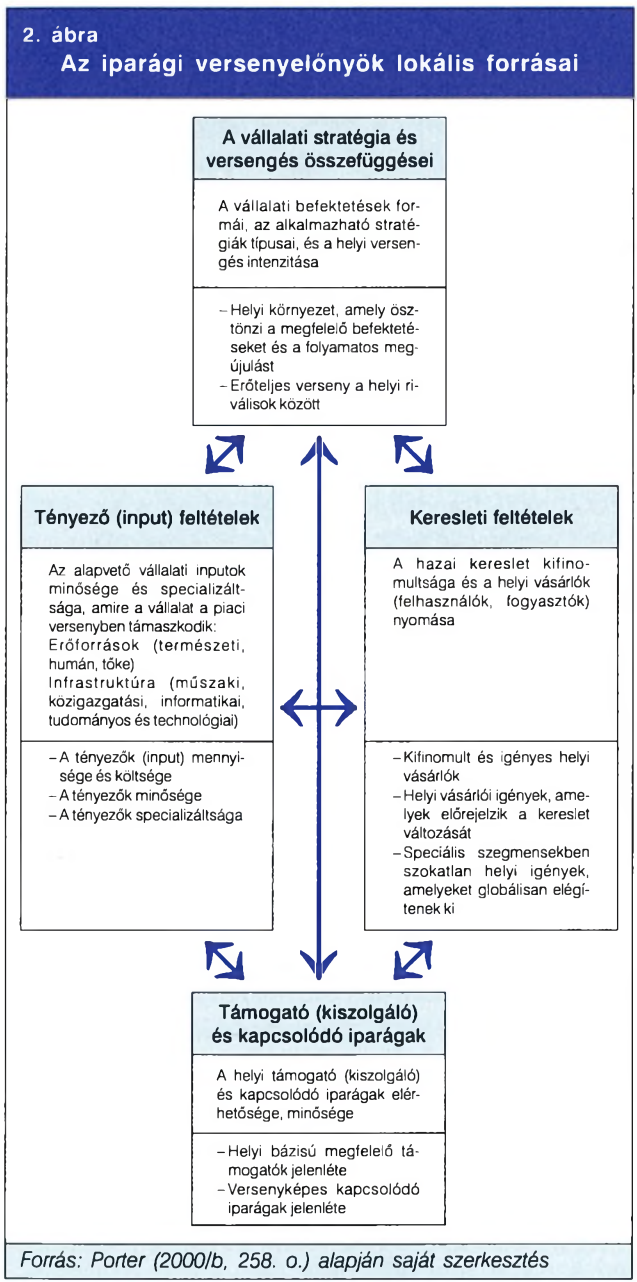 2. ábra
Az iparági versenyelőnyök lokális forrásai
A vállalati stratégia és
versengés összefüggései
A vállalati befektetések for-
mái, az alkalmazható straté-
giák típusai, és a helyi versen-
gés intenzitása
– Helyi környezet, amely ösz-
tönzi a megfelelő befekteté-
seket és a folyamatos meg-
újulást
– Erőteljes verseny a helyi ri-
válisok között
Tényező (input) feltételek
Az alapvető vállalati inputok
minősége és specializált-
sága, amire a vállalat a piaci
versenyben támaszkodik:
Erőforrások (természeti,
humán, tőke)
Infrastruktúra (műszaki,
közigazgatási, informatikai,
tudományos és technológiai)
– A tényezők (input) mennyi-
sége és költsége
– A tényezők minősége
– A tényezők specializáltsága
Keresleti feltételek
A hazai kereslet kifino-
multsága és a helyi vásárlók
(felhasználók, fogyasztók)
nyomása
– Kifinomult és igényes helyi
vásárlók
– Helyi vásárlói igények, ame-
lyek előrejelzik a kereslet
változását
– Speciális szegmensekben
szokatlan helyi igények,
amelyeket globálisan elégí-
tenek ki
Támogató (kiszolgáló)
és kapcsolódó iparágak
A helyi támogató (kiszolgáló)
és kapcsolódó iparágak elér-
hetősége, minősége
– Helyi bázisú megfelelő tá-
mogatók jelenléte
– Versenyképes kapcsolódó
iparágak jelenléte
Forrás: Porter (2000/b, 258. o.) alapján saját szerkesztés